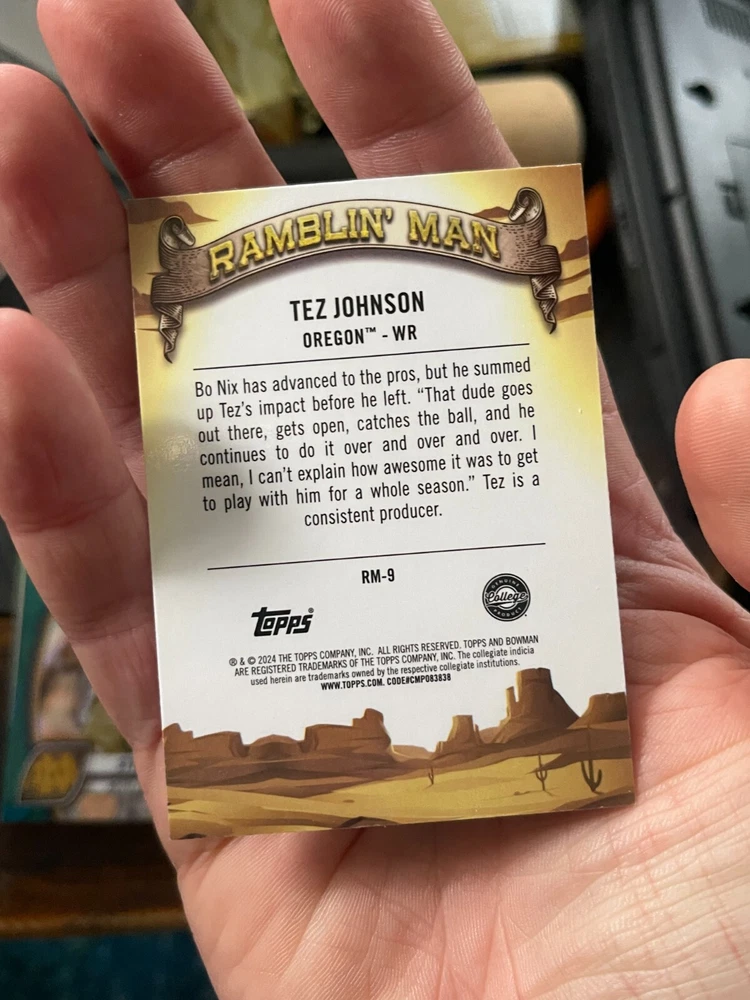 RAMBLIN' MAN
TEZ JOHNSON
OREGON™ - WR
Bo Nix has advanced to the pros, but he summed
up Tez's impact before he left. “That dude goes
out there, gets open, catches the ball, and he
continues to do it over and over and over. I
mean, I can't explain how awesome it was to get
to play with him for a whole season.” Tez is a
consistent producer.
RM-9
Topps®
GENUINE
College
PRODUCT
® & © 2024 THE TOPPS COMPANY, INC. ALL RIGHTS RESERVED. TOPPS AND BOWMAN
ARE REGISTERED TRADEMARKS OF THE TOPPS COMPANY, INC. The collegiate indicia
used herein are trademarks owned by the respective collegiate institutions.
WWW.TOPPS.COM. CODE#CMP083838